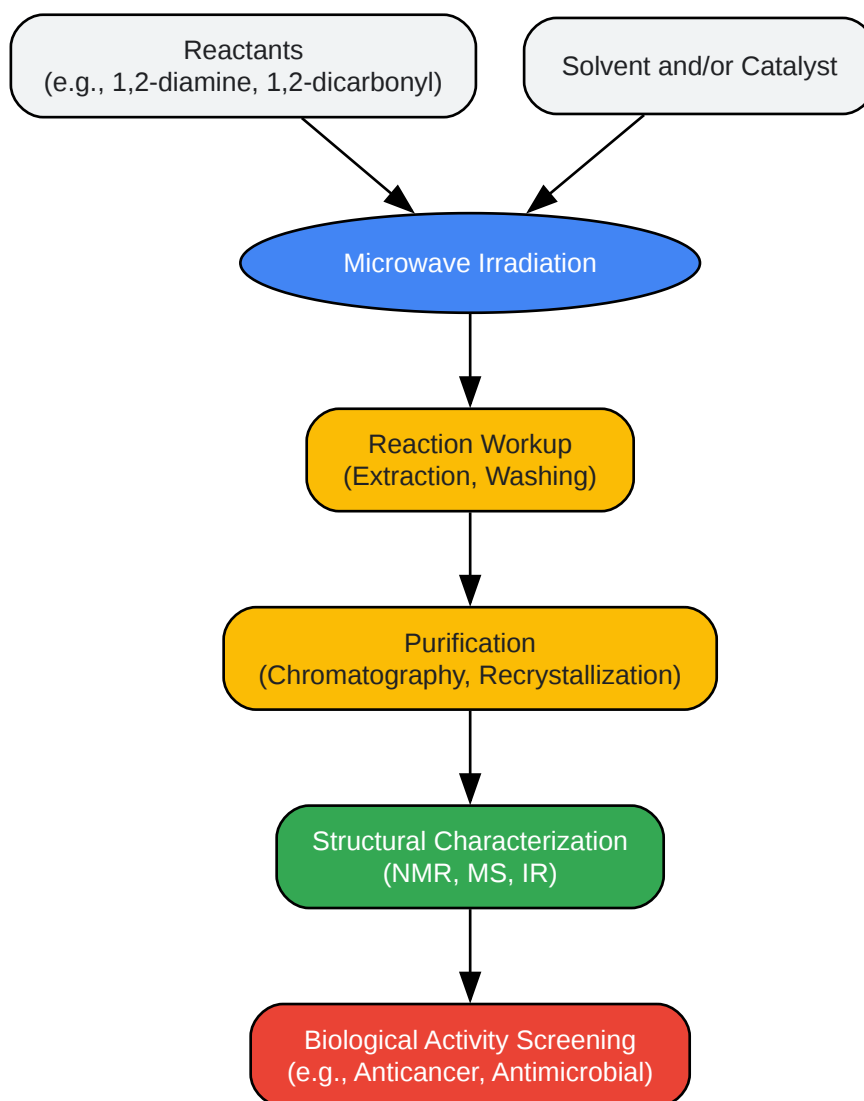 Reactants
(e.g., 1,2-diamine, 1,2-dicarbonyl)
Solvent and/or Catalyst
Microwave Irradiation
Reaction Workup
(Extraction, Washing)
Purification
(Chromatography, Recrystallization)
Structural Characterization
(NMR, MS, IR)
Biological Activity Screening
(e.g., Anticancer, Antimicrobial)